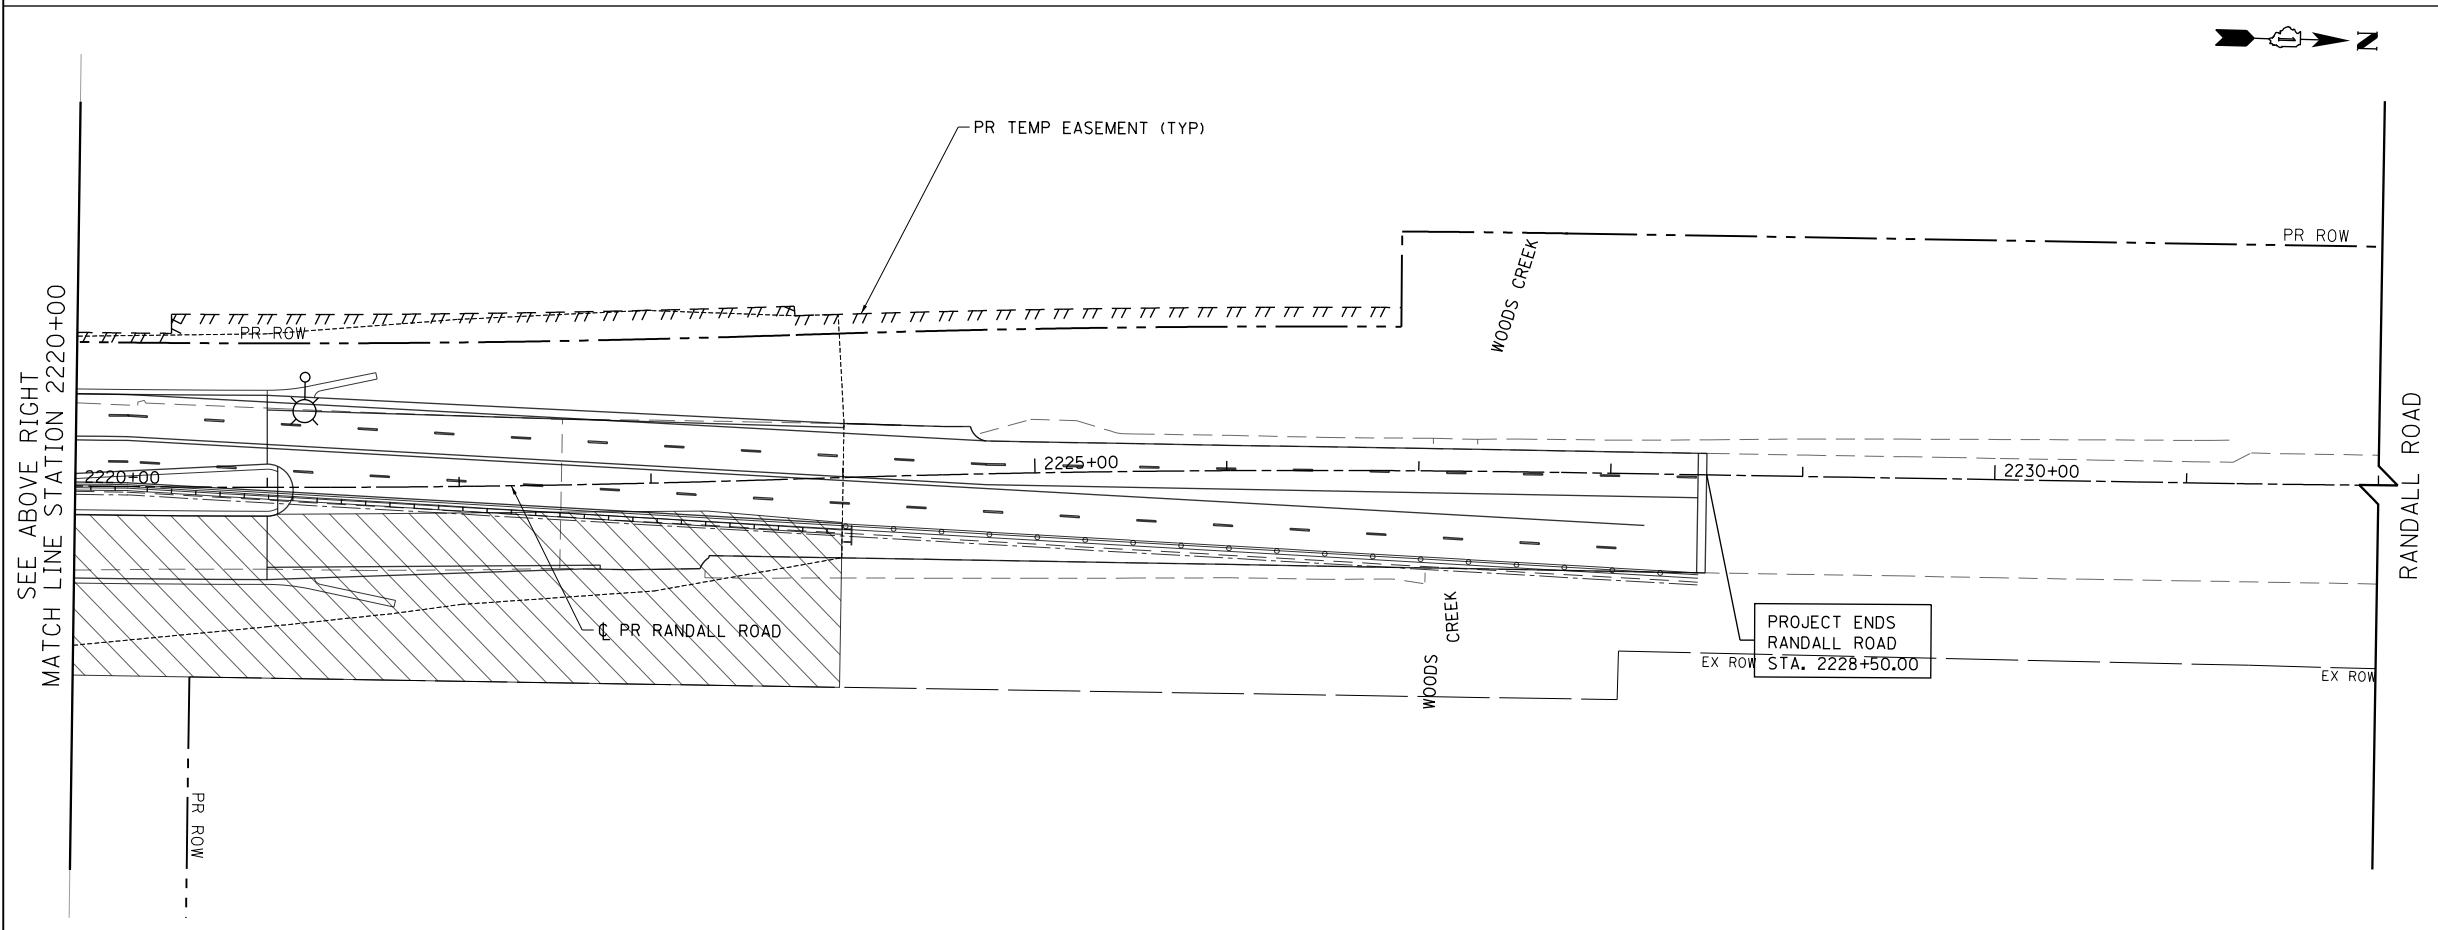 N
PR TEMP EASEMENT (TYP)
PR ROW
WOODS CREEK
PR ROW
SEE ABOVE RIGHT
MATCH LINE STATION 2220+00
2220+00
2225+00
2230+00
RANDALL ROAD
℄ PR RANDALL ROAD
WOODS CREEK
PROJECT ENDS
RANDALL ROAD
STA. 2228+50.00
EX ROW
EX ROW
PR ROW